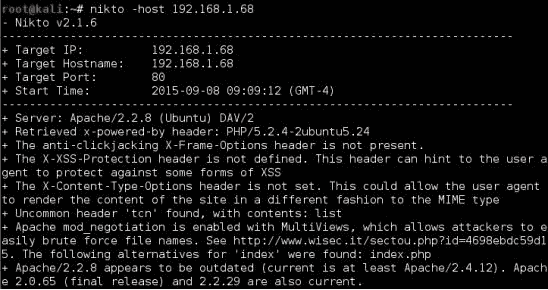 root@kali:~# nikto -host 192.168.1.68
- Nikto v2.1.6
---------------------------------------------------------------------------
+ Target IP:          192.168.1.68
+ Target Hostname:    192.168.1.68
+ Target Port:        80
+ Start Time:         2015-09-08 09:09:12 (GMT-4)
---------------------------------------------------------------------------
+ Server: Apache/2.2.8 (Ubuntu) DAV/2
+ Retrieved x-powered-by header: PHP/5.2.4-2ubuntu5.24
+ The anti-clickjacking X-Frame-Options header is not present.
+ The X-XSS-Protection header is not defined. This header can hint to the user a
gent to protect against some forms of XSS
+ The X-Content-Type-Options header is not set. This could allow the user agent
to render the content of the site in a different fashion to the MIME type
+ Uncommon header 'tcn' found, with contents: list
+ Apache mod_negotiation is enabled with MultiViews, which allows attackers to e
asily brute force file names. See http://www.wisec.it/sectou.php?id=4698ebdc59d1
5. The following alternatives for 'index' were found: index.php
+ Apache/2.2.8 appears to be outdated (current is at least Apache/2.4.12). Apach
e 2.0.65 (final release) and 2.2.29 are also current.